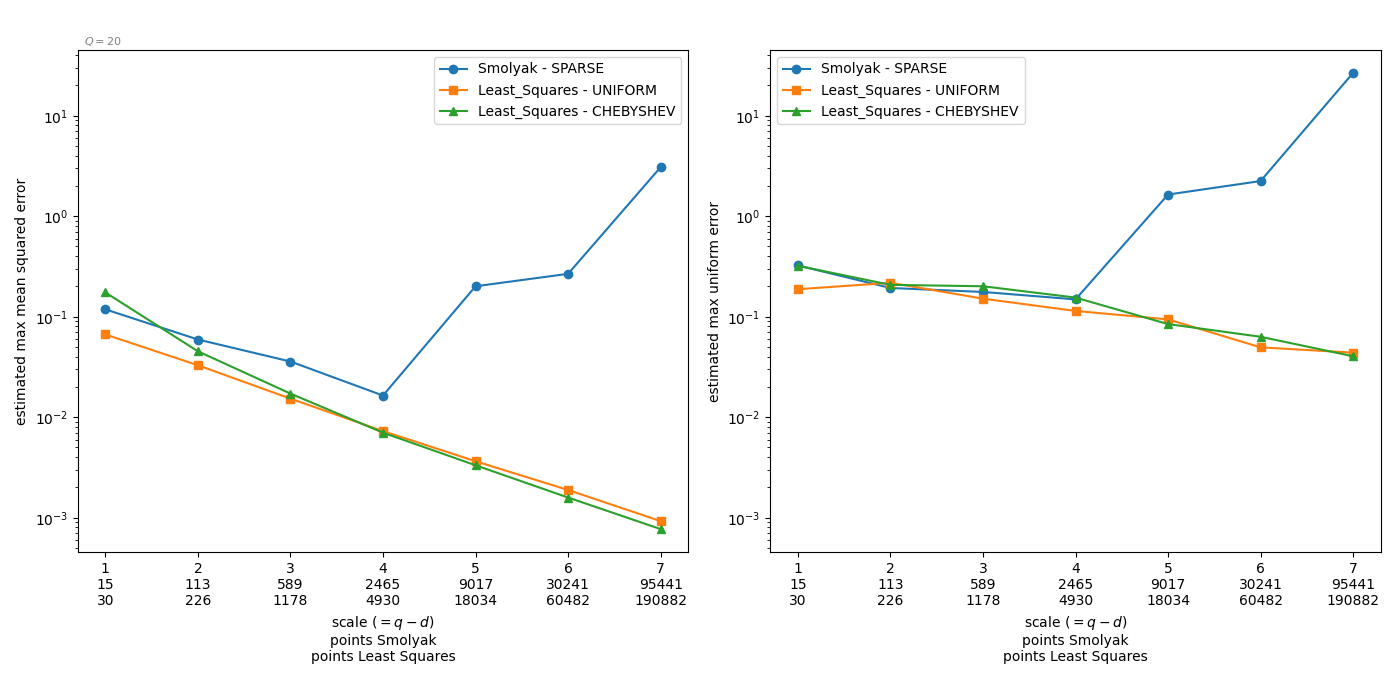 Q = 20
Smolyak - SPARSE
Least_Squares - UNIFORM
Least_Squares - CHEBYSHEV
estimated max mean squared error
10¹
10⁰
10⁻¹
10⁻²
10⁻³
1 2 3 4 5 6 7
15 113 589 2465 9017 30241 95441
30 226 1178 4930 18034 60482 190882
scale (= q − d)
points Smolyak
points Least Squares
Smolyak - SPARSE
Least_Squares - UNIFORM
Least_Squares - CHEBYSHEV
estimated max uniform error
10¹
10⁰
10⁻¹
10⁻²
10⁻³
1 2 3 4 5 6 7
15 113 589 2465 9017 30241 95441
30 226 1178 4930 18034 60482 190882
scale (= q − d)
points Smolyak
points Least Squares